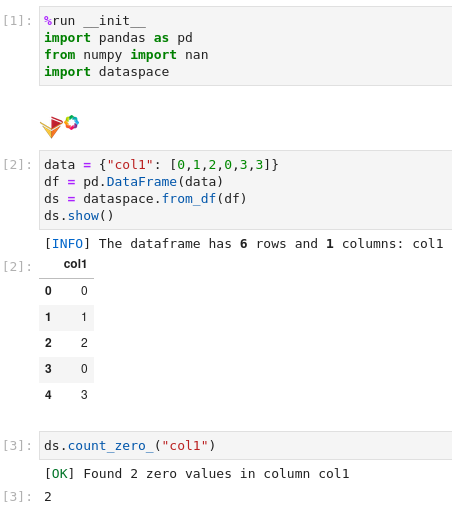 [1]: %run __init__
import pandas as pd
from numpy import nan
import dataspace
[2]: data = {"col1": [0,1,2,0,3,3]}
df = pd.DataFrame(data)
ds = dataspace.from_df(df)
ds.show()
[INFO] The dataframe has 6 rows and 1 columns: col1
[2]: col1
0 0
1 1
2 2
3 0
4 3
[3]: ds.count_zero_("col1")
[OK] Found 2 zero values in column col1
[3]: 2